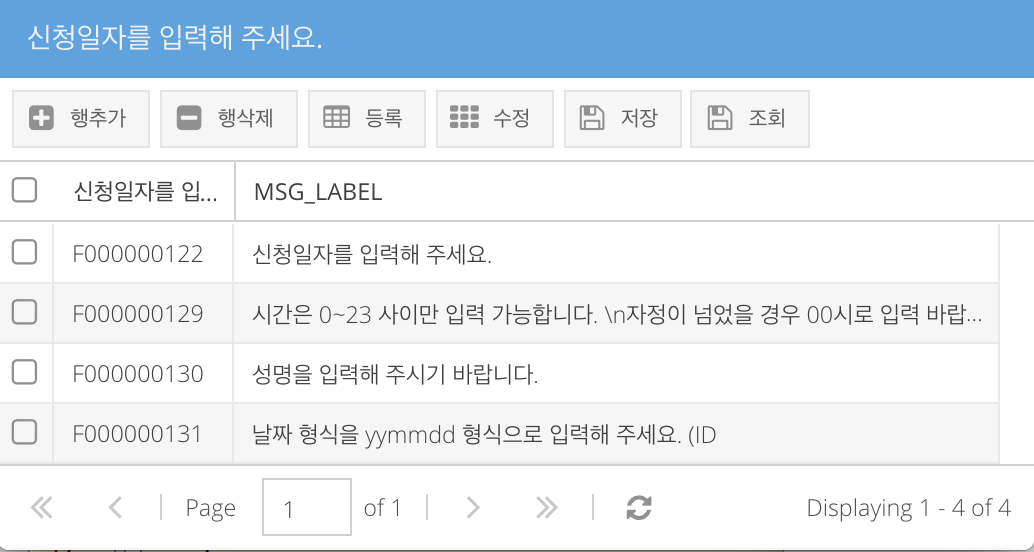 신청일자를 입력해 주세요.
행추가 행삭제 등록 수정 저장 조회
신청일자를 입... MSG_LABEL
F000000122 신청일자를 입력해 주세요.
F000000129 시간은 0~23 사이만 입력 가능합니다. \n자정이 넘었을 경우 00시로 입력 바랍...
F000000130 성명을 입력해 주시기 바랍니다.
F000000131 날짜 형식을 yymmdd 형식으로 입력해 주세요. (ID
Page 1 of 1 Displaying 1 - 4 of 4